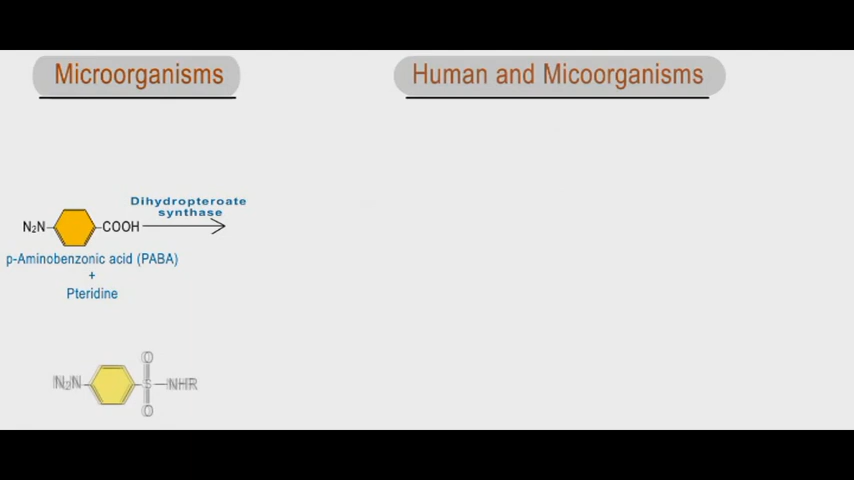 Microorganisms
Human and Micoorganisms
Dihydropteroate
synthase
N₂N COOH
p-Aminobenzonic acid (PABA)
+
Pteridine
O
N₂N S NHR
O